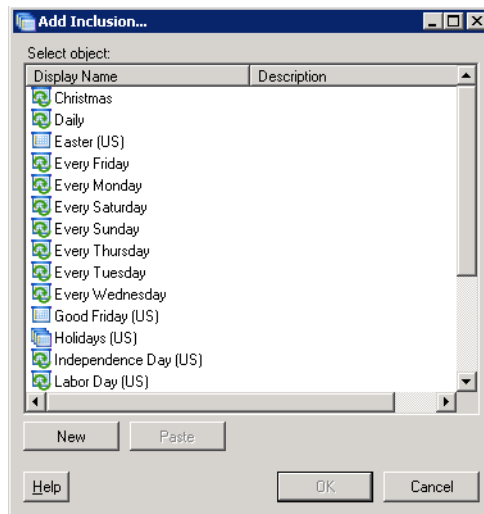 Add Inclusion...
Select object:
Display Name Description
Christmas
Daily
Easter (US)
Every Friday
Every Monday
Every Saturday
Every Sunday
Every Thursday
Every Tuesday
Every Wednesday
Good Friday (US)
Holidays (US)
Independence Day (US)
Labor Day (US)
New Paste
Help OK Cancel